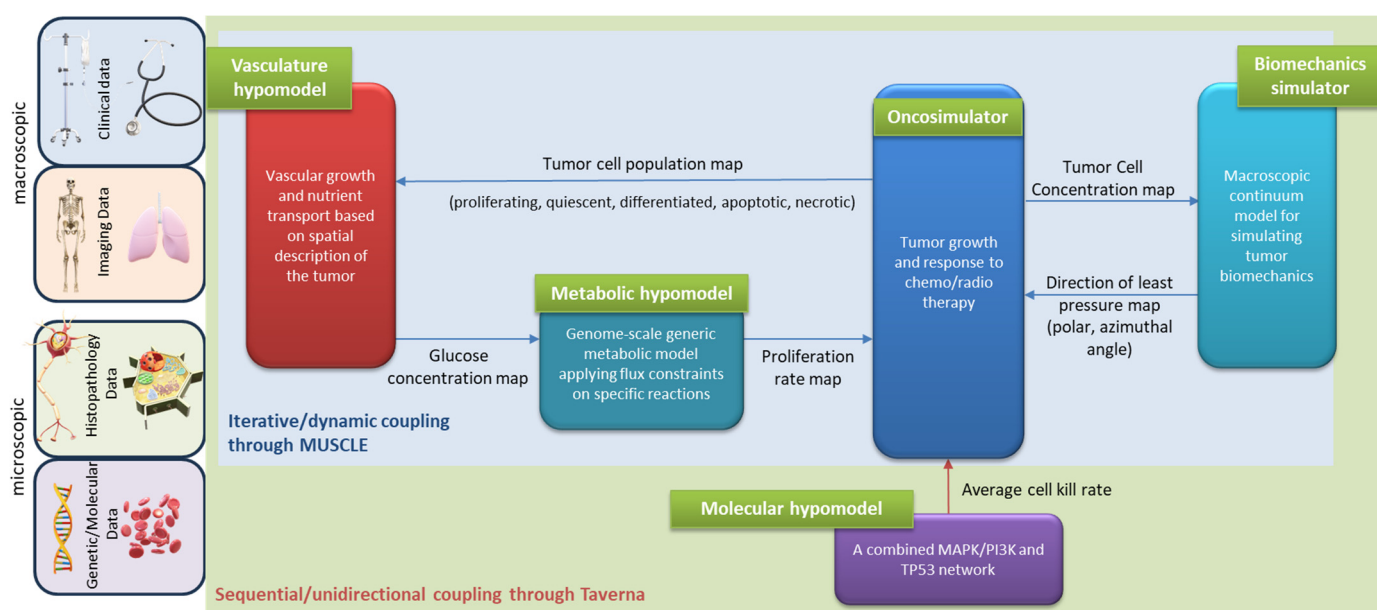 macroscopic
microscopic
Clinical data
Imaging Data
Histopathology
Data
Genetic/Molecular
Data
Vasculature
hypomodel
Vascular growth
and nutrient
transport based
on spatial
description of
the tumor
Tumor cell population map
(proliferating, quiescent, differentiated, apoptotic, necrotic)
Glucose
concentration map
Metabolic hypomodel
Genome-scale generic
metabolic model
applying flux constraints
on specific reactions
Proliferation
rate map
Oncosimulator
Tumor growth
and response to
chemo/radio
therapy
Tumor Cell
Concentration map
Direction of least
pressure map
(polar, azimuthal
angle)
Biomechanics
simulator
Macroscopic
continuum
model for
simulating
tumor
biomechanics
Iterative/dynamic coupling
through MUSCLE
Average cell kill rate
Molecular hypomodel
A combined MAPK/PI3K and
TP53 network
Sequential/unidirectional coupling through Taverna